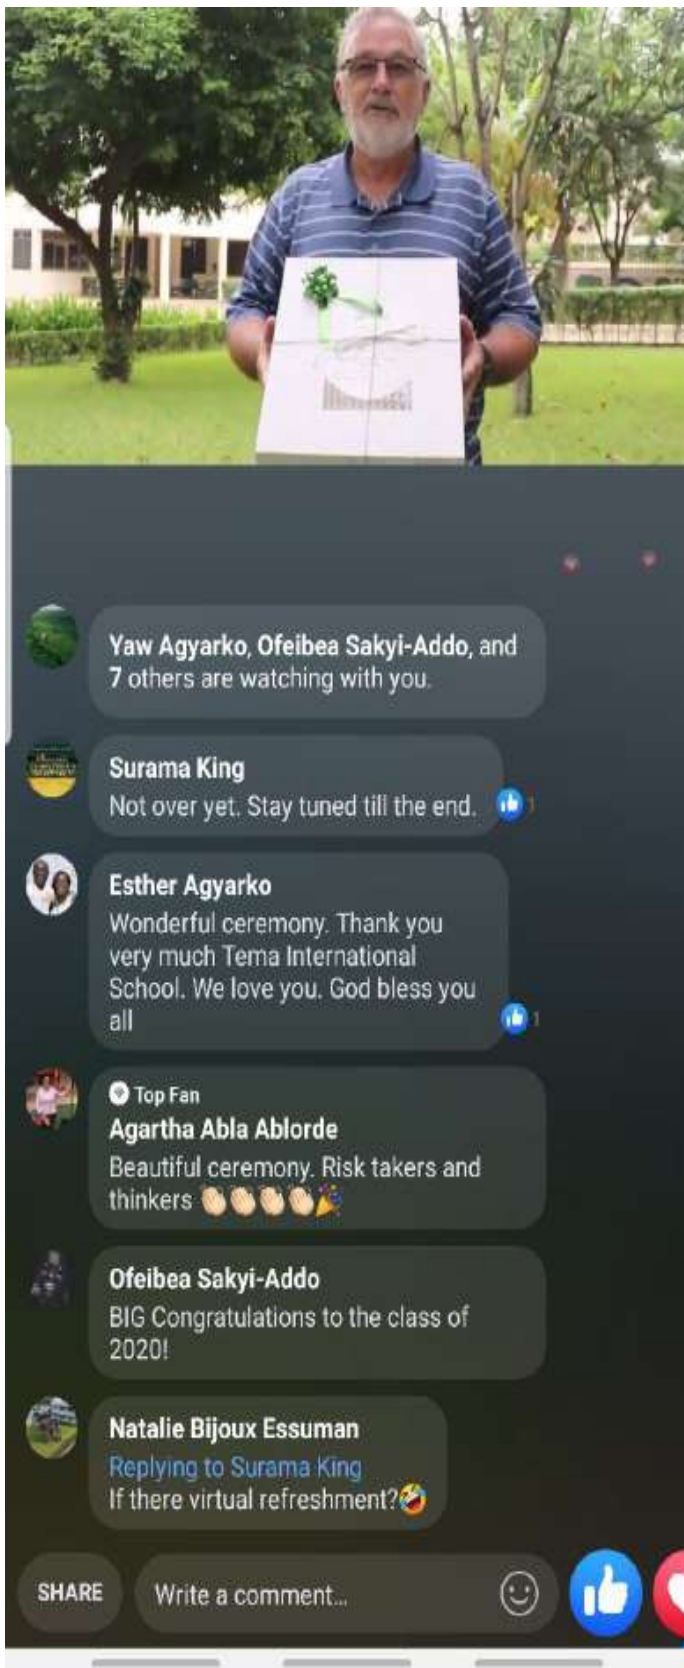 Yaw Agyarko, Ofeibea Sakyi-Addo, and
7 others are watching with you.
Surama King
Not over yet. Stay tuned till the end.
1
Esther Agyarko
Wonderful ceremony. Thank you
very much Tema International
School. We love you. God bless you
all
1
Top Fan
Agartha Abla Ablorde
Beautiful ceremony. Risk takers and
thinkers 👏🏻👏🏻👏🏻👏🏻🎉
Ofeibea Sakyi-Addo
BIG Congratulations to the class of
2020!
Natalie Bijoux Essuman
Replying to Surama King
If there virtual refreshment?🤣
SHARE
Write a comment...